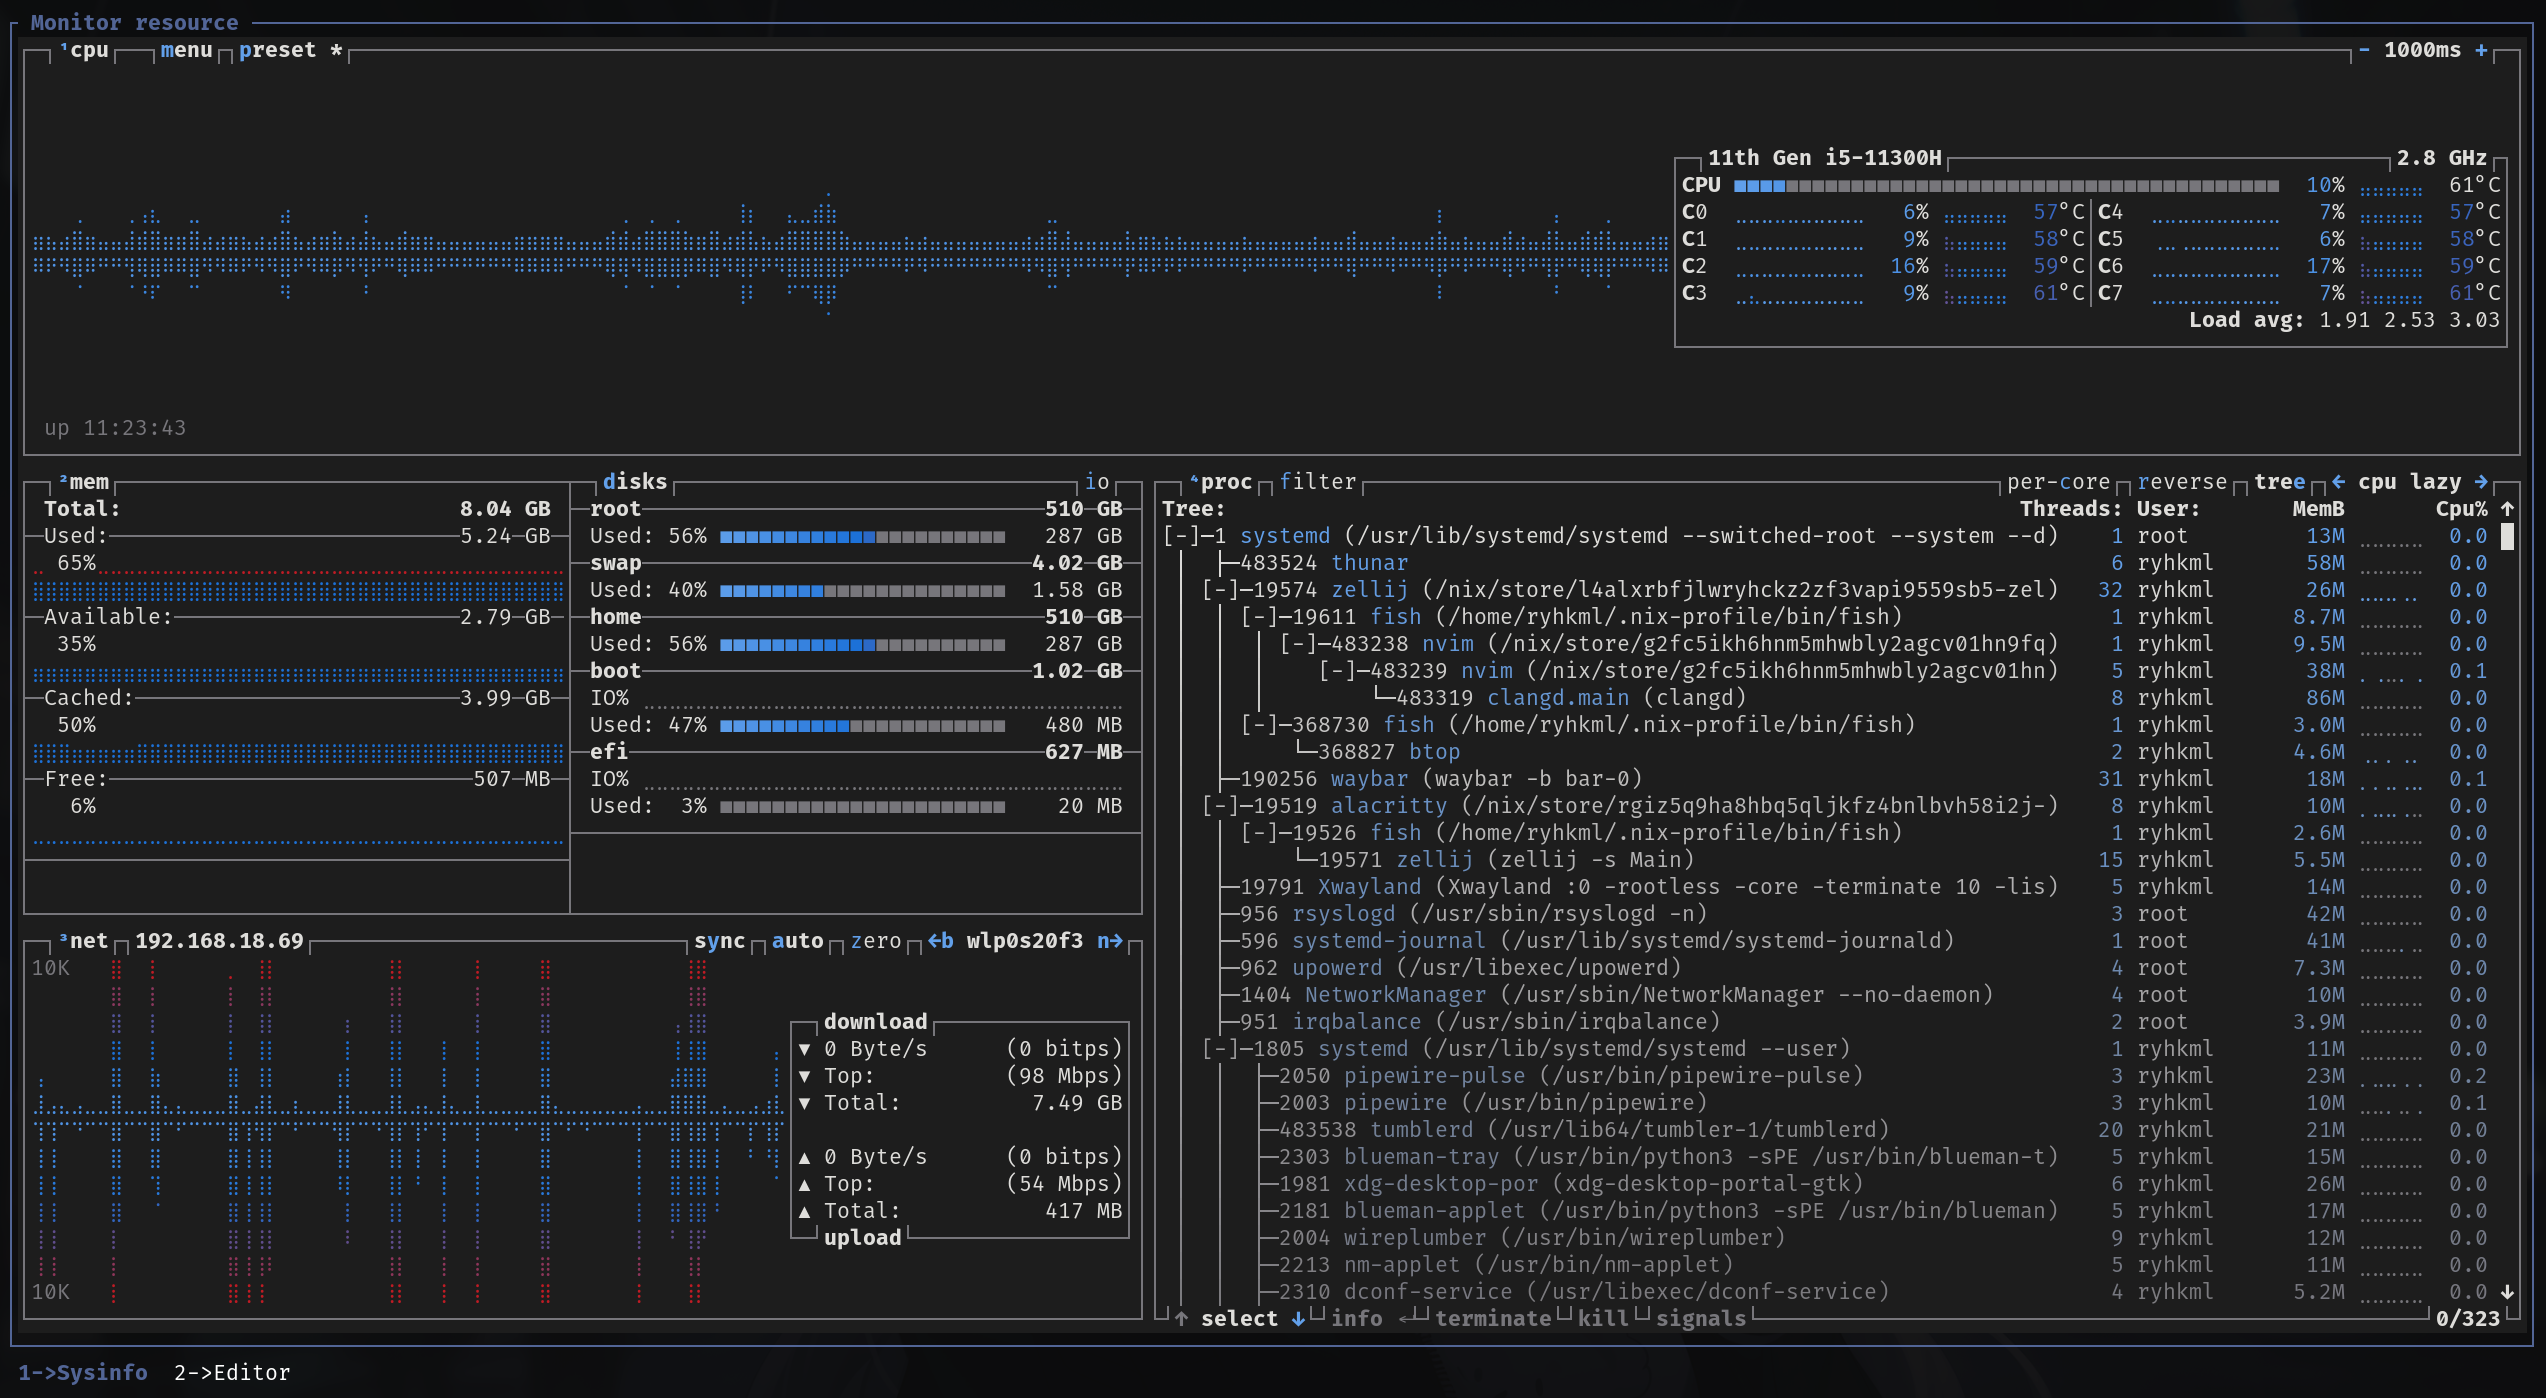 Monitor resource
¹cpu menu preset * - 1000ms +
11th Gen i5-11300H 2.8 GHz
CPU 10% 61°C
C0 6% 57°C C4 7% 57°C
C1 9% 58°C C5 6% 58°C
C2 16% 59°C C6 17% 59°C
C3 9% 61°C C7 7% 61°C
Load avg: 1.91 2.53 3.03
up 11:23:43
²mem
Total: 8.04 GB
Used: 5.24 GB
65%
Available: 2.79 GB
35%
Cached: 3.99 GB
50%
Free: 507 MB
6%
disks io
root 510 GB
Used: 56% 287 GB
swap 4.02 GB
Used: 40% 1.58 GB
home 510 GB
Used: 56% 287 GB
boot 1.02 GB
IO%
Used: 47% 480 MB
efi 627 MB
IO%
Used: 3% 20 MB
³net 192.168.18.69 sync auto zero ←b wlp0s20f3 n→
10K
download
▼ 0 Byte/s (0 bitps)
▼ Top: (98 Mbps)
▼ Total: 7.49 GB
▲ 0 Byte/s (0 bitps)
▲ Top: (54 Mbps)
▲ Total: 417 MB
upload
10K
⁴proc filter per-core reverse tree ← cpu lazy →
Tree: Threads: User: MemB Cpu% ↑
[-]─1 systemd (/usr/lib/systemd/systemd --switched-root --system --d) 1 root 13M 0.0
├─483524 thunar 6 ryhkml 58M 0.0
[-]─19574 zellij (/nix/store/l4alxrbfjlwryhckz2zf3vapi9559sb5-zel) 32 ryhkml 26M 0.0
[-]─19611 fish (/home/ryhkml/.nix-profile/bin/fish) 1 ryhkml 8.7M 0.0
[-]─483238 nvim (/nix/store/g2fc5ikh6hnm5mhwbly2agcv01hn9fq) 1 ryhkml 9.5M 0.0
[-]─483239 nvim (/nix/store/g2fc5ikh6hnm5mhwbly2agcv01hn) 5 ryhkml 38M 0.1
└─483319 clangd.main (clangd) 8 ryhkml 86M 0.0
[-]─368730 fish (/home/ryhkml/.nix-profile/bin/fish) 1 ryhkml 3.0M 0.0
└─368827 btop 2 ryhkml 4.6M 0.0
├─190256 waybar (waybar -b bar-0) 31 ryhkml 18M 0.1
[-]─19519 alacritty (/nix/store/rgiz5q9ha8hbq5qljkfz4bnlbvh58i2j-) 8 ryhkml 10M 0.0
[-]─19526 fish (/home/ryhkml/.nix-profile/bin/fish) 1 ryhkml 2.6M 0.0
└─19571 zellij (zellij -s Main) 15 ryhkml 5.5M 0.0
├─19791 Xwayland (Xwayland :0 -rootless -core -terminate 10 -lis) 5 ryhkml 14M 0.0
├─956 rsyslogd (/usr/sbin/rsyslogd -n) 3 root 42M 0.0
├─596 systemd-journal (/usr/lib/systemd/systemd-journald) 1 root 41M 0.0
├─962 upowerd (/usr/libexec/upowerd) 4 root 7.3M 0.0
├─1404 NetworkManager (/usr/sbin/NetworkManager --no-daemon) 4 root 10M 0.0
├─951 irqbalance (/usr/sbin/irqbalance) 2 root 3.9M 0.0
[-]─1805 systemd (/usr/lib/systemd/systemd --user) 1 ryhkml 11M 0.0
├─2050 pipewire-pulse (/usr/bin/pipewire-pulse) 3 ryhkml 23M 0.2
├─2003 pipewire (/usr/bin/pipewire) 3 ryhkml 10M 0.1
├─483538 tumblerd (/usr/lib64/tumbler-1/tumblerd) 20 ryhkml 21M 0.0
├─2303 blueman-tray (/usr/bin/python3 -sPE /usr/bin/blueman-t) 5 ryhkml 15M 0.0
├─1981 xdg-desktop-por (xdg-desktop-portal-gtk) 6 ryhkml 26M 0.0
├─2181 blueman-applet (/usr/bin/python3 -sPE /usr/bin/blueman) 5 ryhkml 17M 0.0
├─2004 wireplumber (/usr/bin/wireplumber) 9 ryhkml 12M 0.0
├─2213 nm-applet (/usr/bin/nm-applet) 5 ryhkml 11M 0.0
├─2310 dconf-service (/usr/libexec/dconf-service) 4 ryhkml 5.2M 0.0 ↓
↑ select ↓ info ↵ terminate kill signals 0/323
1->Sysinfo 2->Editor